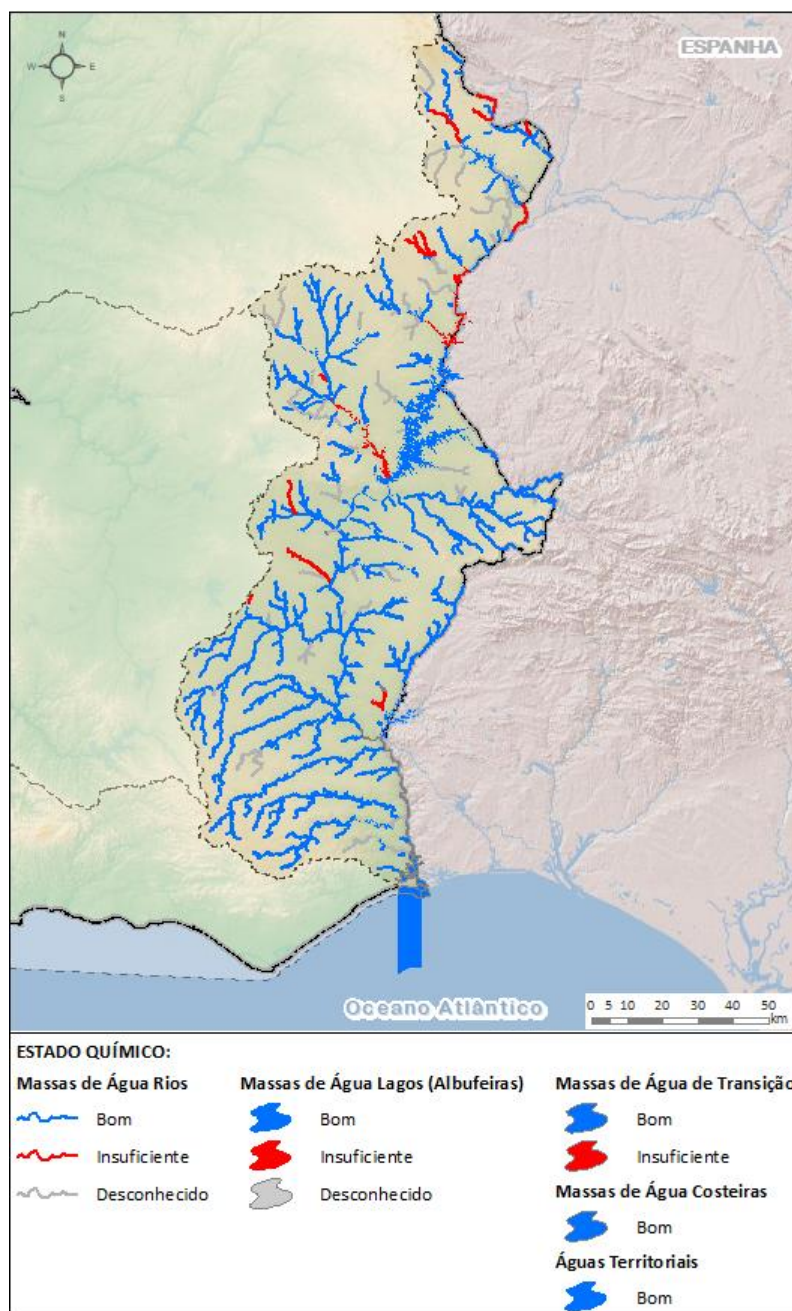 ESPANHA
N
W E
S
Oceano Atlântico
0 5 10 20 30 40 50
km
ESTADO QUÍMICO:
Massas de Água Rios
Bom
Insuficiente
Desconhecido
Massas de Água Lagos (Albufeiras)
Bom
Insuficiente
Desconhecido
Massas de Água de Transição
Bom
Insuficiente
Massas de Água Costeiras
Bom
Águas Territoriais
Bom